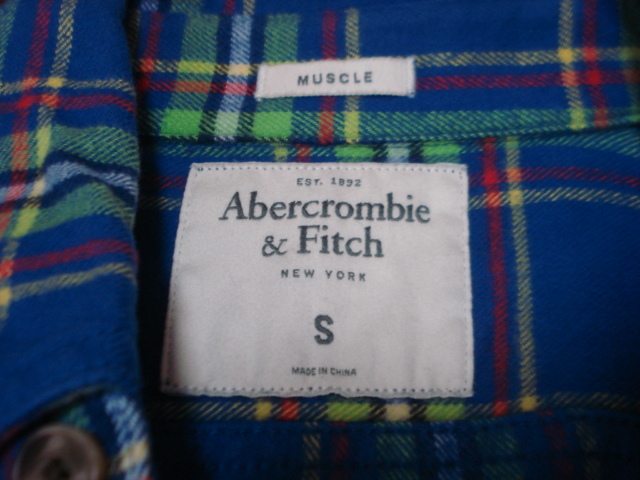 MUSCLE
EST. 1892
Abercrombie
& Fitch
NEW YORK
S
MADE IN CHINA